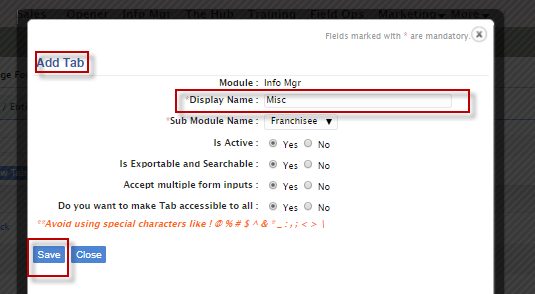 Sales Opener Info Mgr The Hub Training Field Ops Marketing More
Fields marked with * are mandatory.
Add Tab
Module : Info Mgr
*Display Name : Misc
*Sub Module Name : Franchisee
Is Active : Yes No
Is Exportable and Searchable : Yes No
Accept multiple form inputs : Yes No
Do you want to make Tab accessible to all : Yes No
**Avoid using special characters like ! @ % # $ ^ & * _ : , ; < > \
Save Close